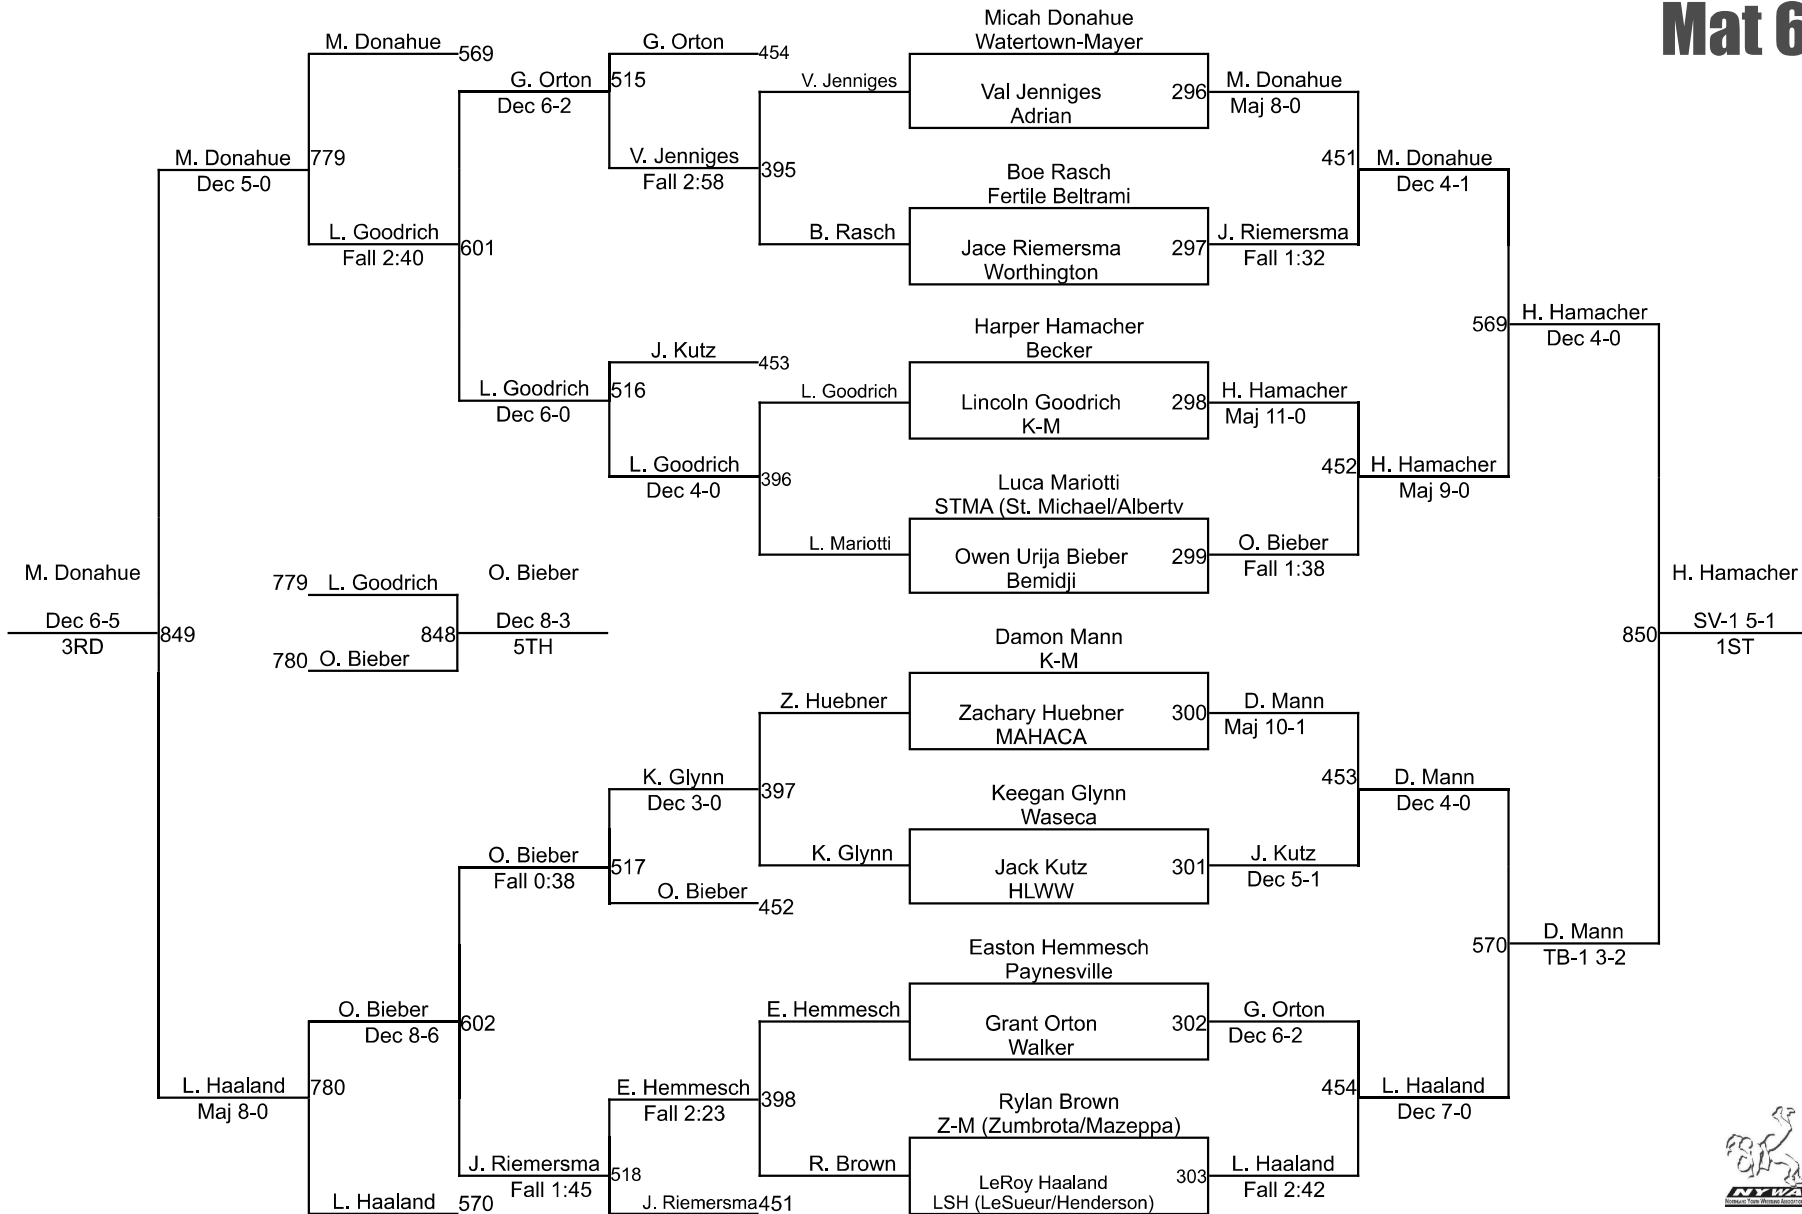 Mat 6
Micah Donahue
Watertown-Mayer
Val Jenniges
Adrian
296
Boe Rasch
Fertile Beltrami
Jace Riemersma
Worthington
297
Harper Hamacher
Becker
Lincoln Goodrich
K-M
298
Luca Mariotti
STMA (St. Michael/Albertv
Owen Urija Bieber
Bemidji
299
Damon Mann
K-M
Zachary Huebner
MAHACA
300
Keegan Glynn
Waseca
Jack Kutz
HLWW
301
Easton Hemmesch
Paynesville
Grant Orton
Walker
302
Rylan Brown
Z-M (Zumbrota/Mazeppa)
LeRoy Haaland
LSH (LeSueur/Henderson)
303
M. Donahue
Maj 8-0
J. Riemersma
Fall 1:32
H. Hamacher
Maj 11-0
O. Bieber
Fall 1:38
D. Mann
Maj 10-1
J. Kutz
Dec 5-1
G. Orton
Dec 6-2
L. Haaland
Fall 2:42
451
M. Donahue
Dec 4-1
452
H. Hamacher
Maj 9-0
453
D. Mann
Dec 4-0
454
L. Haaland
Dec 7-0
569
H. Hamacher
Dec 4-0
570
D. Mann
TB-1 3-2
H. Hamacher
850
SV-1 5-1
1ST
V. Jenniges
B. Rasch
L. Goodrich
L. Mariotti
Z. Huebner
K. Glynn
E. Hemmesch
R. Brown
G. Orton
454
V. Jenniges
Fall 2:58
395
J. Kutz
453
L. Goodrich
Dec 4-0
396
K. Glynn
Dec 3-0
397
O. Bieber
452
E. Hemmesch
Fall 2:23
398
J. Riemersma
451
G. Orton
Dec 6-2
515
L. Goodrich
Dec 6-0
516
O. Bieber
Fall 0:38
517
J. Riemersma
Fall 1:45
518
M. Donahue
569
L. Goodrich
Fall 2:40
601
O. Bieber
Dec 8-6
602
L. Haaland
570
M. Donahue
Dec 5-0
779
L. Haaland
Maj 8-0
780
M. Donahue
Dec 6-5
3RD
849
779
L. Goodrich
780
O. Bieber
848
O. Bieber
Dec 8-3
5TH
NYWA